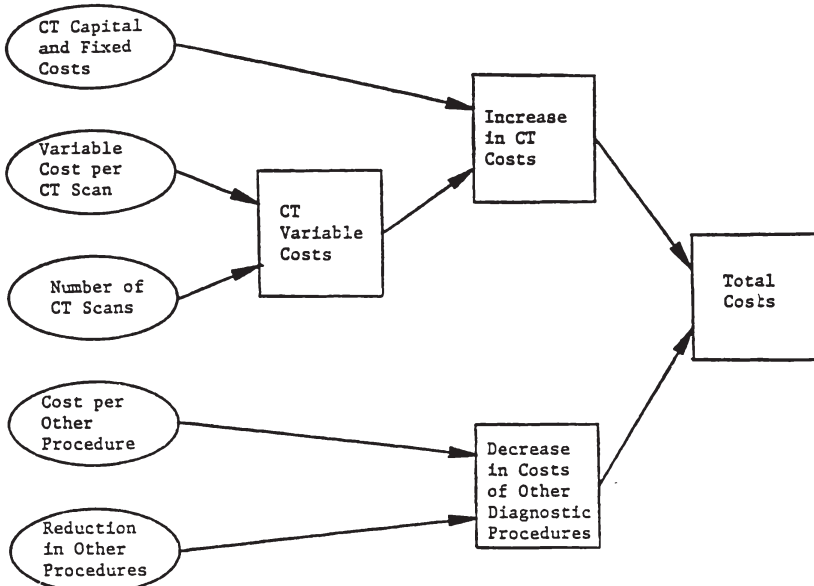 CT Capital
and Fixed
Costs
Variable
Cost per
CT Scan
Number of
CT Scans
CT
Variable
Costs
Increase
in CT
Costs
Total
Costs
Cost per
Other
Procedure
Reduction
in Other
Procedures
Decrease
in Costs
of Other
Diagnostic
Procedures